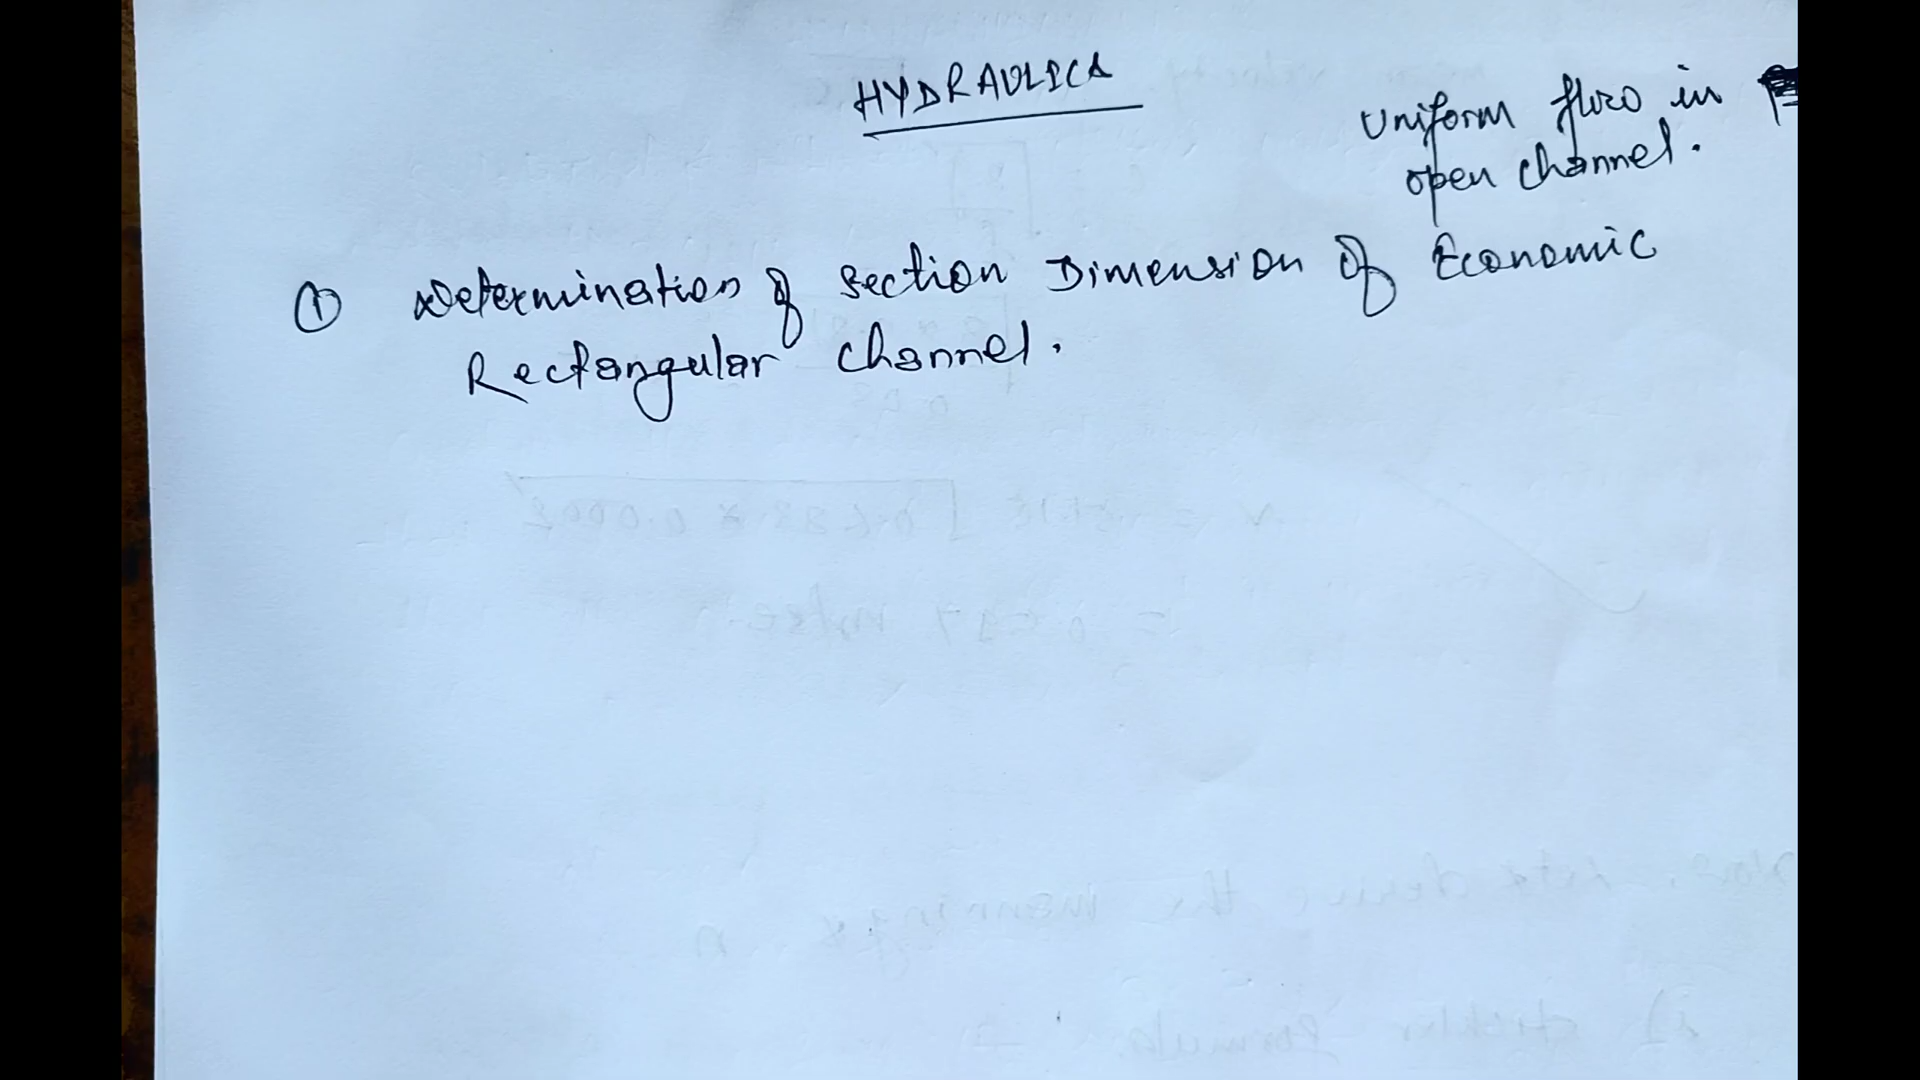 HYDRAULICS
Uniform flow in
open channel.
① Determination of section Dimension of Economic
Rectangular channel.